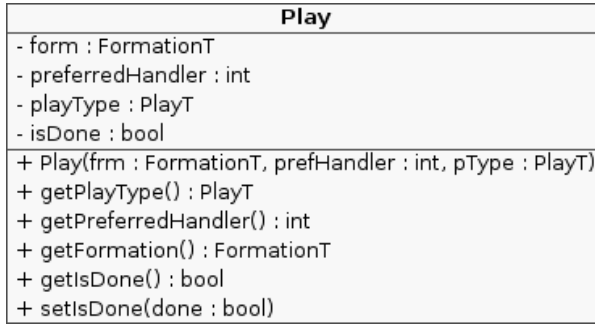 Play
- form : FormationT
- preferredHandler : int
- playType : PlayT
- isDone : bool
+ Play(frm : FormationT, prefHandler : int, pType : PlayT)
+ getPlayType() : PlayT
+ getPreferredHandler() : int
+ getFormation() : FormationT
+ getIsDone() : bool
+ setIsDone(done : bool)